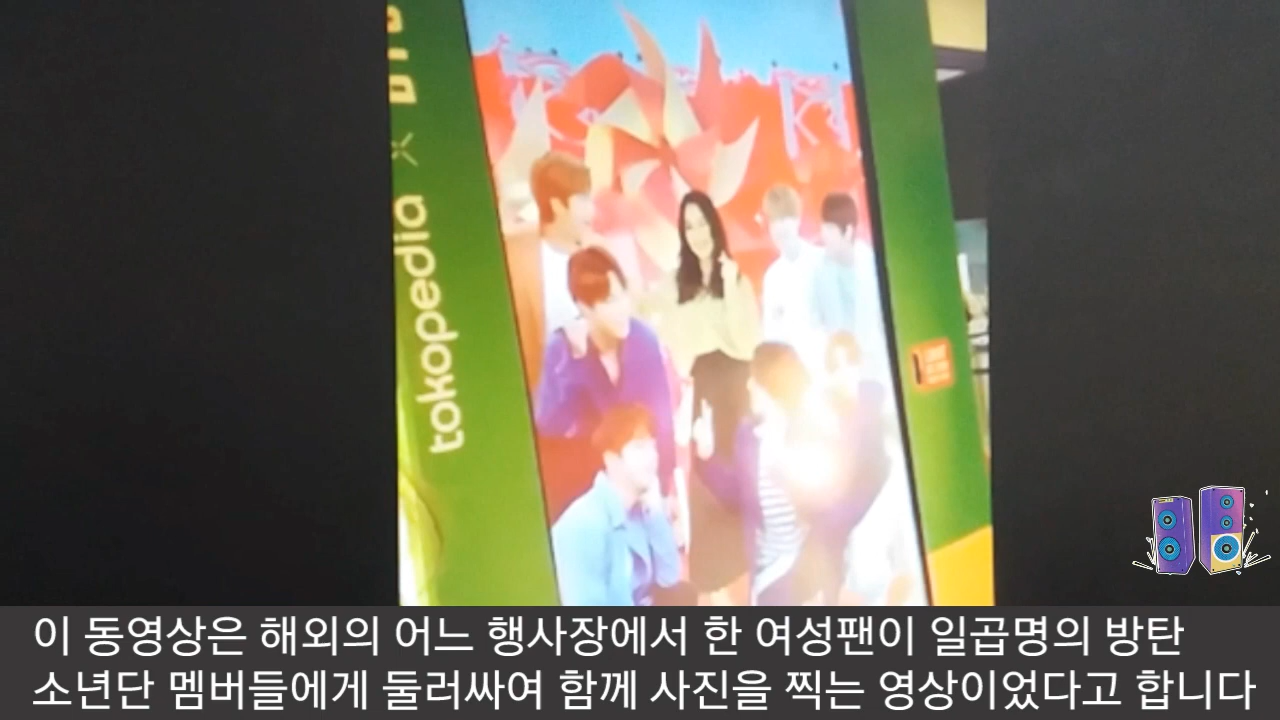 tokopedia × BTS
이 동영상은 해외의 어느 행사장에서 한 여성팬이 일곱명의 방탄
소년단 멤버들에게 둘러싸여 함께 사진을 찍는 영상이었다고 합니다